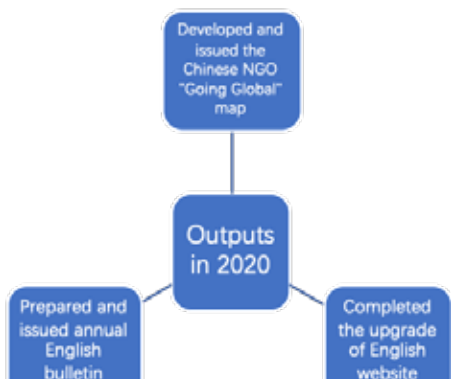 Developed and
issued the
Chinese NGO
"Going Global"
map
Outputs
in 2020
Prepared and
issued annual
English
bulletin
Completed
the upgrade
of English
website